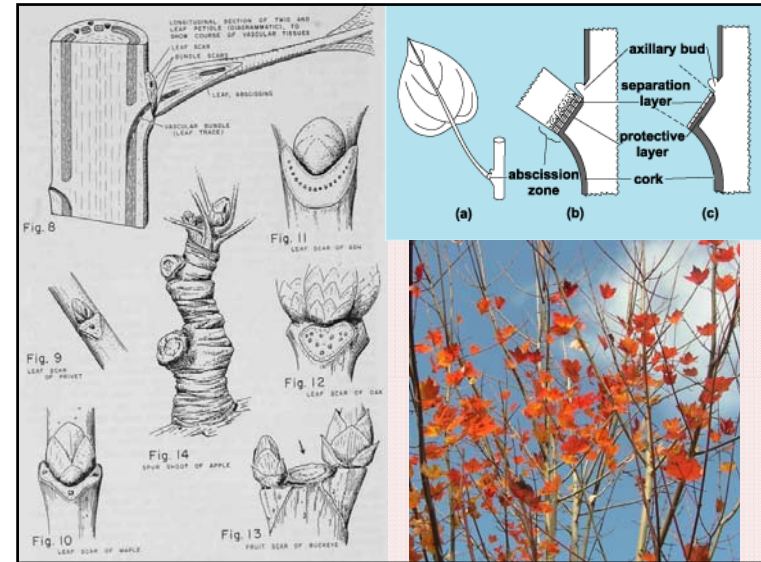 LONGITUDINAL SECTION OF TWIG AND
LEAF PETIOLE (DIAGRAMMATIC), TO
SHOW COURSE OF VASCULAR TISSUES
LEAF SCAR
BUNDLE SCARS
LEAF, ABSCISSING
VASCULAR BUNDLE
(LEAF TRACE)
Fig. 8
Fig. 11
LEAF SCAR OF ASH
Fig. 9
LEAF SCAR
OF PRIVET
Fig. 12
LEAF SCAR OF OAK
Fig. 14
SPUR SHOOT OF APPLE
Fig. 10
LEAF SCAR OF MAPLE
Fig. 13
FRUIT SCAR OF BUCKEYE
axillary bud
separation
layer
protective
layer
abscission
zone
cork
(a)
(b)
(c)